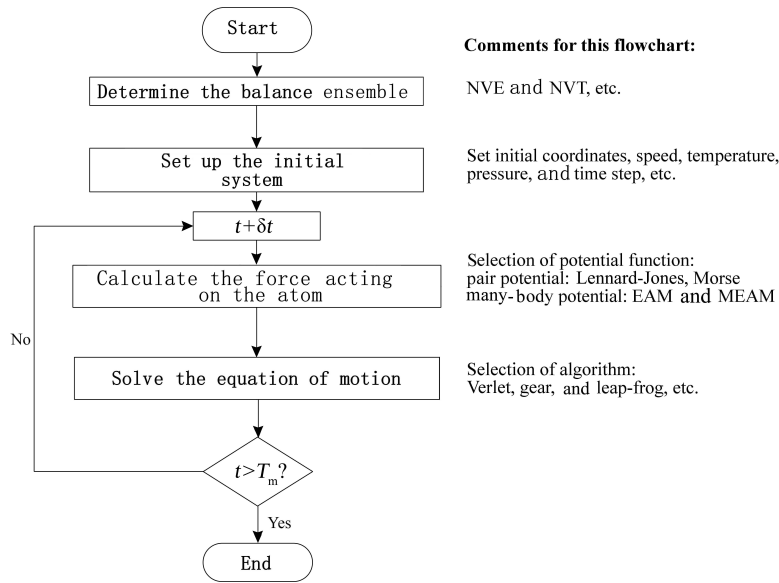 Start
Comments for this flowchart:
Determine the balance ensemble
NVE and NVT, etc.
Set up the initial
system
Set initial coordinates, speed, temperature,
pressure, and time step, etc.
t+δt
Calculate the force acting
on the atom
Selection of potential function:
pair potential: Lennard-Jones, Morse
many-body potential: EAM and MEAM
No
Solve the equation of motion
Selection of algorithm:
Verlet, gear, and leap-frog, etc.
t>Tm?
Yes
End